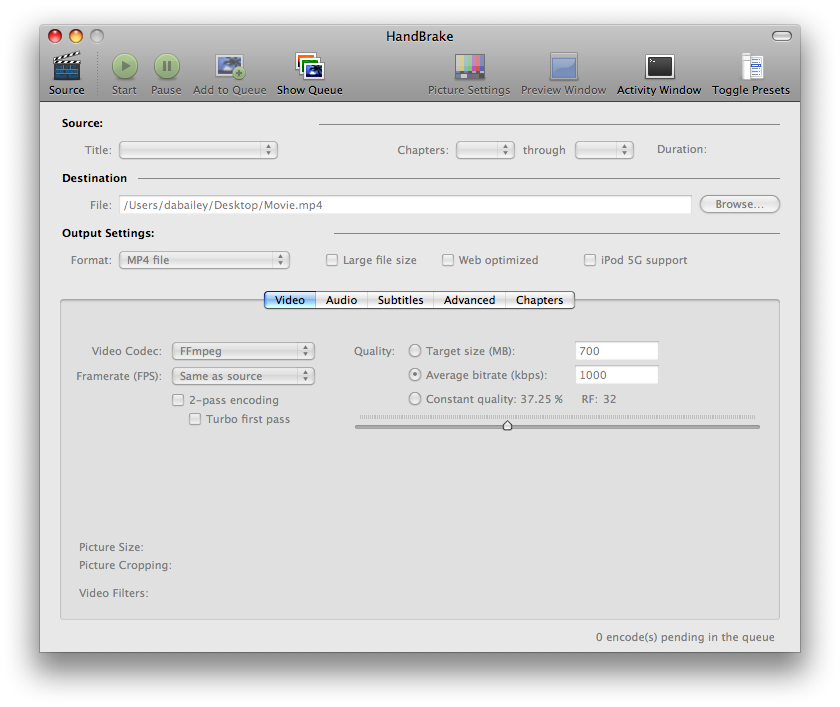 HandBrake
Source Start Pause Add to Queue Show Queue Picture Settings Preview Window Activity Window Toggle Presets
Source:
Title: Chapters: through Duration:
Destination
File: /Users/dabailey/Desktop/Movie.mp4 Browse...
Output Settings:
Format: MP4 file Large file size Web optimized iPod 5G support
Video Audio Subtitles Advanced Chapters
Video Codec: FFmpeg Quality: Target size (MB): 700
Framerate (FPS): Same as source Average bitrate (kbps): 1000
2-pass encoding Constant quality: 37.25 % RF: 32
Turbo first pass
Picture Size:
Picture Cropping:
Video Filters:
0 encode(s) pending in the queue